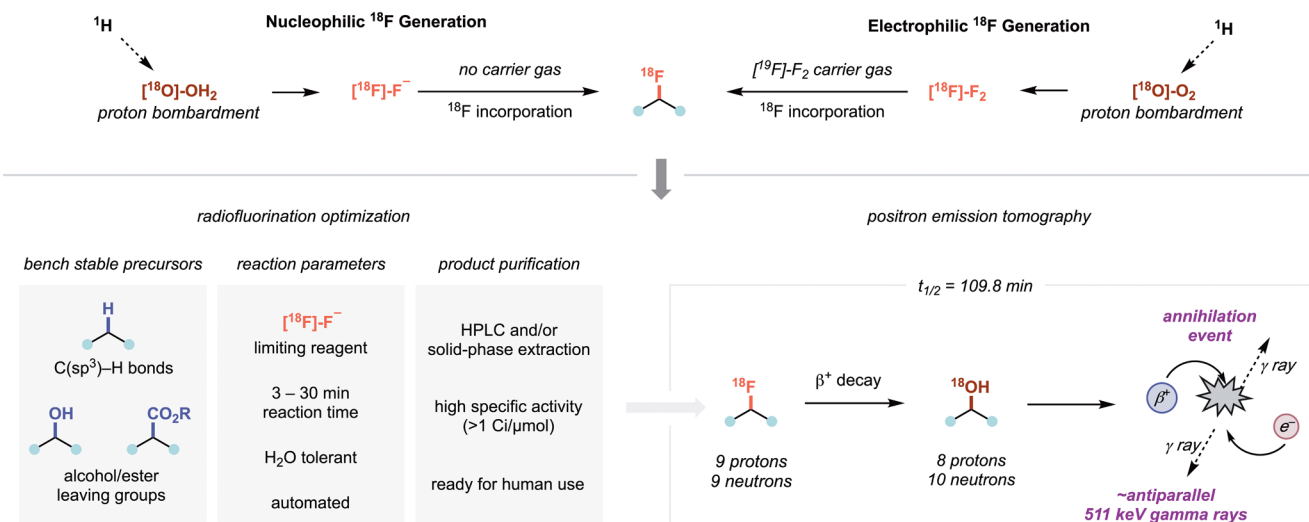 Nucleophilic ¹⁸F Generation
Electrophilic ¹⁸F Generation
¹H
[¹⁸O]-OH₂
proton bombardment
[¹⁸F]-F⁻
no carrier gas
¹⁸F incorporation
¹⁸F
[¹⁹F]-F₂ carrier gas
¹⁸F incorporation
[¹⁸F]-F₂
¹H
[¹⁸O]-O₂
proton bombardment
radiofluorination optimization
bench stable precursors
H
C(sp³)–H bonds
OH
CO₂R
alcohol/ester
leaving groups
reaction parameters
[¹⁸F]-F⁻
limiting reagent
3 – 30 min
reaction time
H₂O tolerant
automated
product purification
HPLC and/or
solid-phase extraction
high specific activity
(>1 Ci/μmol)
ready for human use
positron emission tomography
t₁/₂ = 109.8 min
¹⁸F
9 protons
9 neutrons
β⁺ decay
¹⁸OH
8 protons
10 neutrons
annihilation
event
γ ray
β⁺
e⁻
γ ray
~antiparallel
511 keV gamma rays